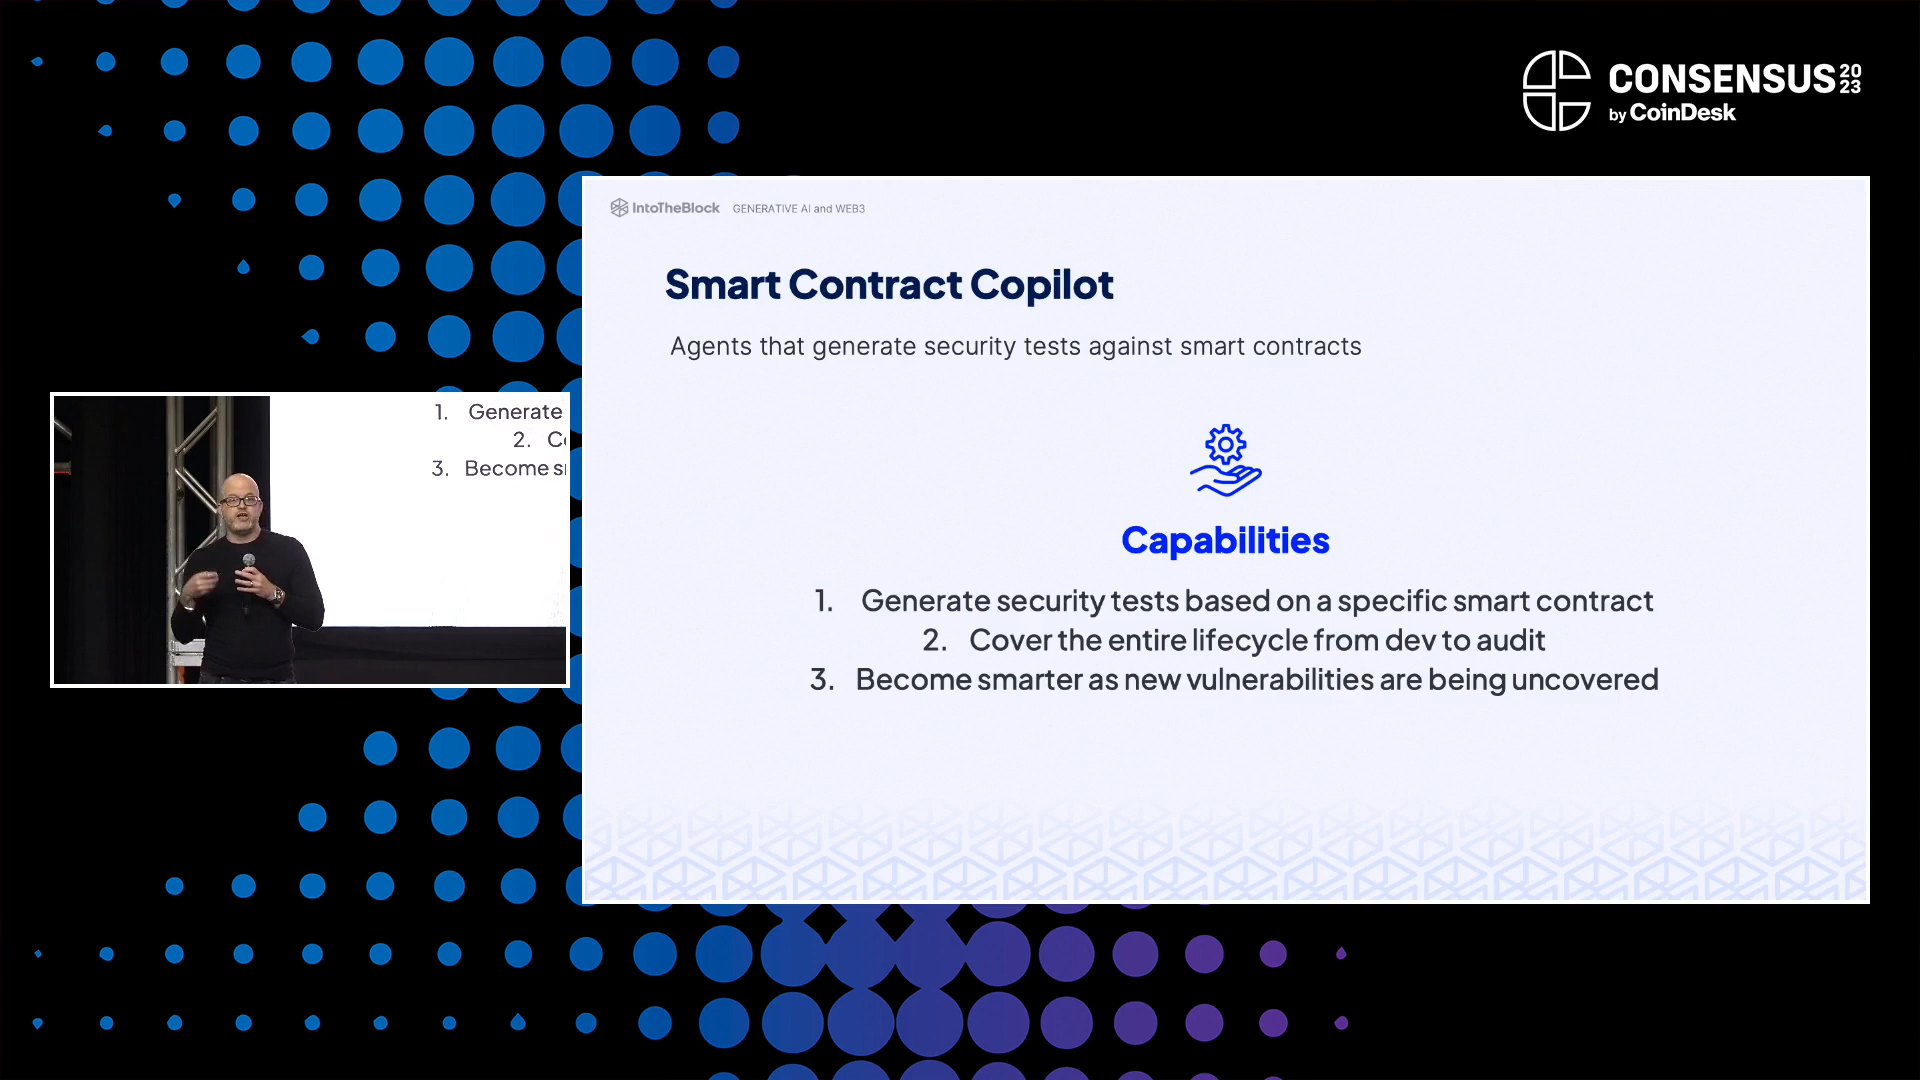 CONSENSUS 20 23
by CoinDesk
IntoTheBlock GENERATIVE AI and WEB3
Smart Contract Copilot
Agents that generate security tests against smart contracts
Capabilities
1. Generate security tests based on a specific smart contract
2. Cover the entire lifecycle from dev to audit
3. Become smarter as new vulnerabilities are being uncovered
1. Generate
2.
3. Become